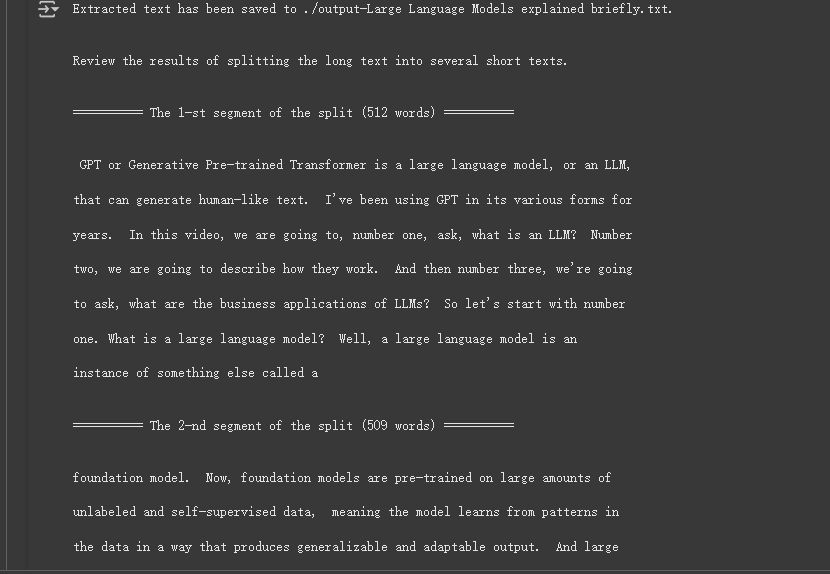 Extracted text has been saved to ./output-Large Language Models explained briefly.txt.
Review the results of splitting the long text into several short texts.
========== The 1-st segment of the split (512 words) ==========
GPT or Generative Pre-trained Transformer is a large language model, or an LLM,
that can generate human-like text.  I've been using GPT in its various forms for
years.  In this video, we are going to, number one, ask, what is an LLM?  Number
two, we are going to describe how they work.  And then number three, we're going
to ask, what are the business applications of LLMs?  So let's start with number
one. What is a large language model?  Well, a large language model is an
instance of something else called a
========== The 2-nd segment of the split (509 words) ==========
foundation model.  Now, foundation models are pre-trained on large amounts of
unlabeled and self-supervised data,  meaning the model learns from patterns in
the data in a way that produces generalizable and adaptable output.  And large